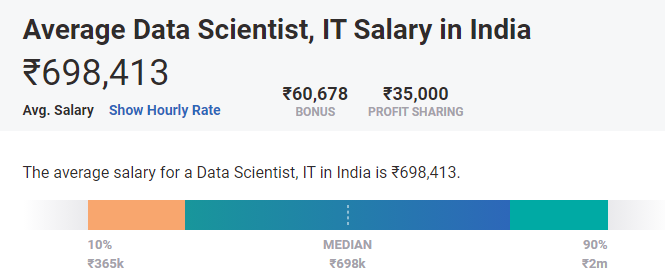 Average Data Scientist, IT Salary in India
₹698,413
₹60,678 ₹35,000
Avg. Salary Show Hourly Rate BONUS PROFIT SHARING
The average salary for a Data Scientist, IT in India is ₹698,413.
10% MEDIAN 90%
₹365k ₹698k ₹2m